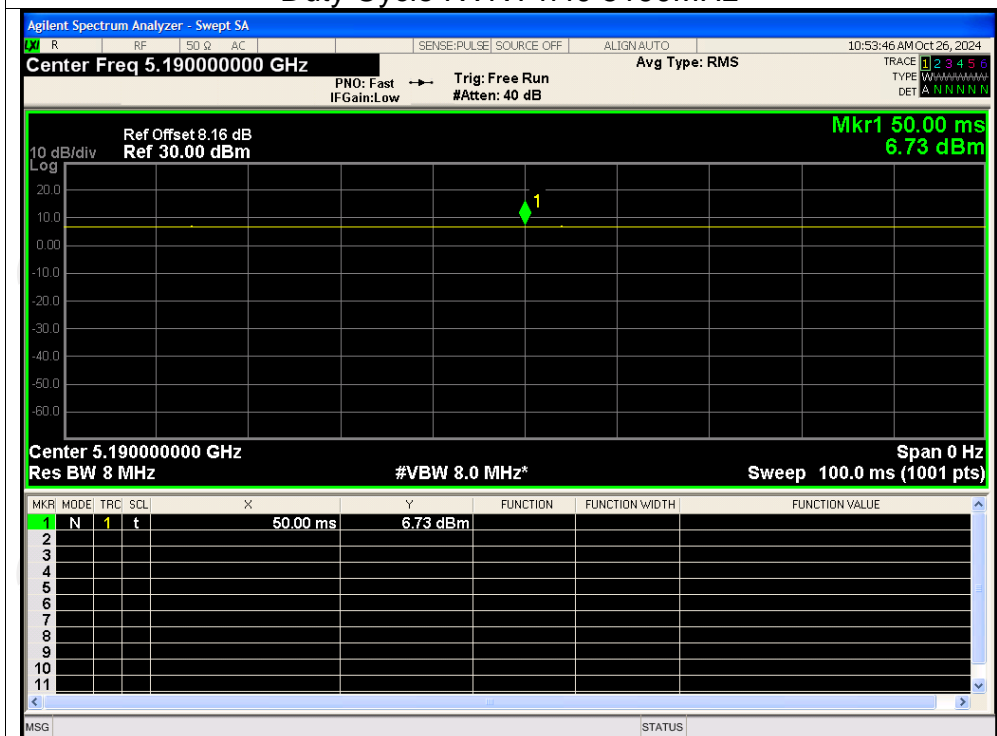 Agilent Spectrum Analyzer - Swept SA
LXI R RF 50 Ω AC SENSE:PULSE SOURCE OFF ALIGN AUTO 10:53:46 AM Oct 26, 2024
Center Freq 5.190000000 GHz Avg Type: RMS TRACE 1 2 3 4 5 6
PNO: Fast Trig: Free Run TYPE
IFGain:Low #Atten: 40 dB DET A N N N N N
Mkr1 50.00 ms
Ref Offset 8.16 dB
10 dB/div Ref 30.00 dBm 6.73 dBm
Log
20.0
1
10.0
0.00
-10.0
-20.0
-30.0
-40.0
-50.0
-60.0
Center 5.190000000 GHz Span 0 Hz
Res BW 8 MHz #VBW 8.0 MHz* Sweep 100.0 ms (1001 pts)
MKR MODE TRC SCL X Y FUNCTION FUNCTION WIDTH FUNCTION VALUE
1 N 1 t 50.00 ms 6.73 dBm
2
3
4
5
6
7
8
9
10
11
MSG STATUS